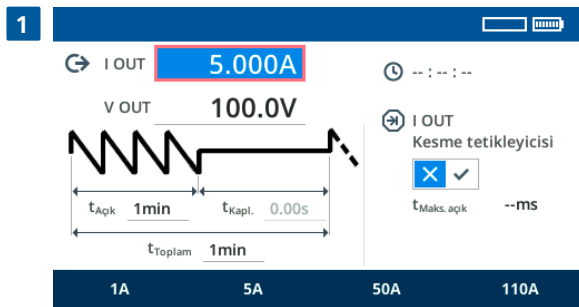 1
I OUT 5.000A
V OUT 100.0V
tAçık 1min
tKapl. 0.00s
tToplam 1min
-- : -- : --
I OUT
Kesme tetikleyicisi
tMaks. açık --ms
1A 5A 50A 110A